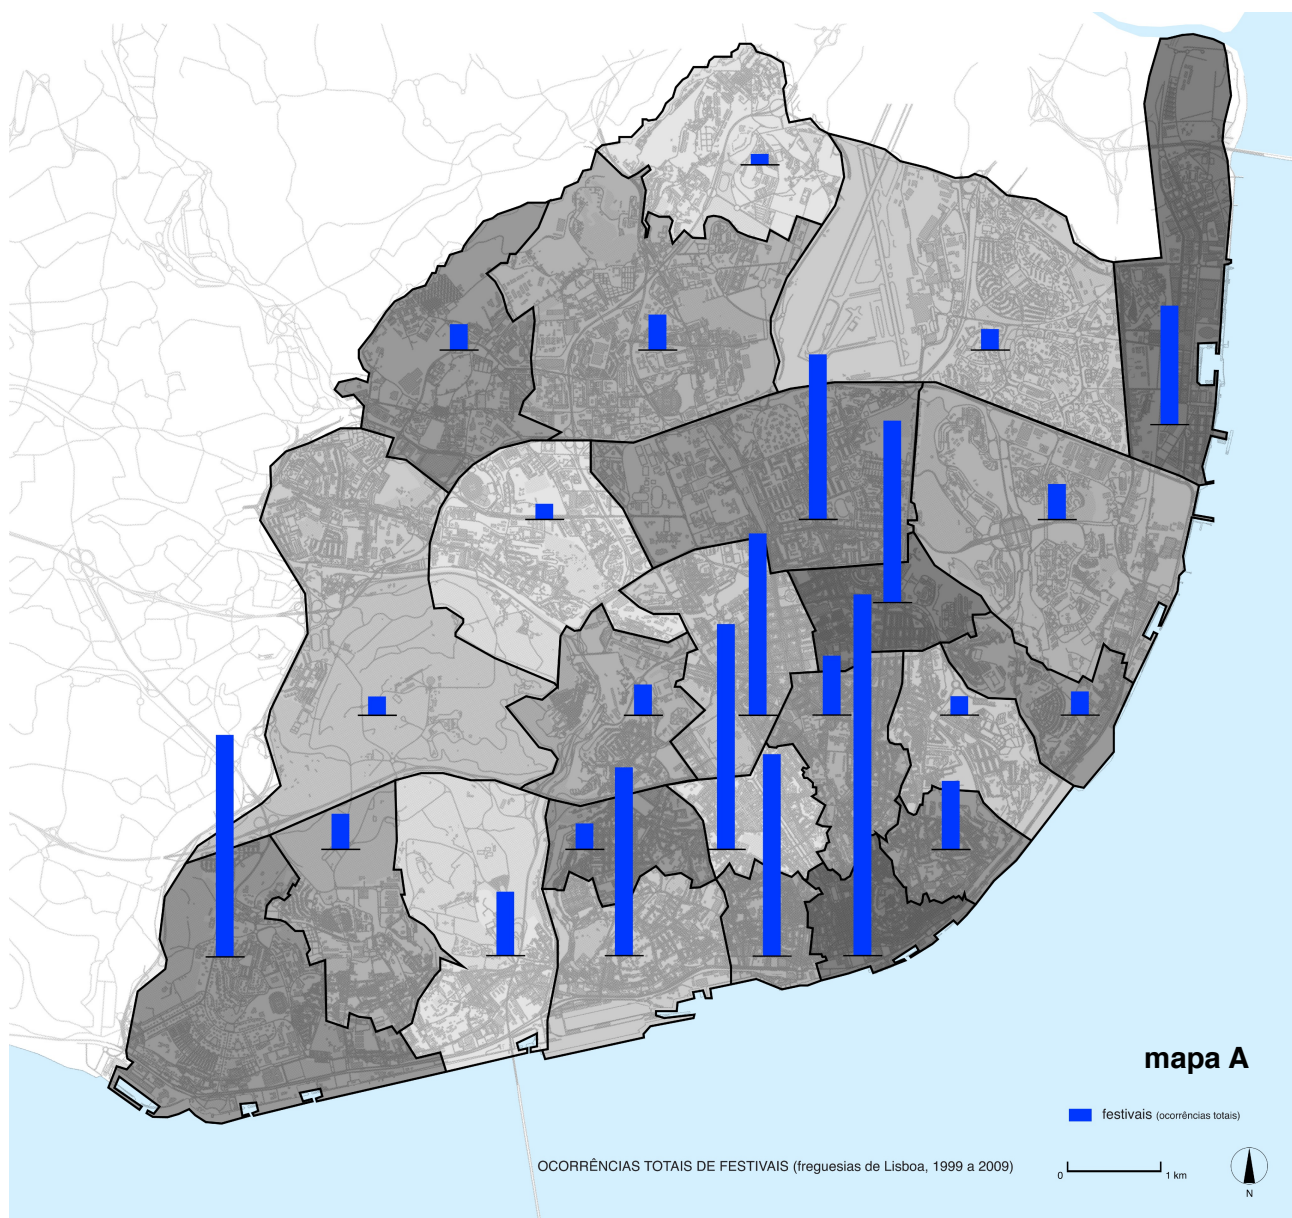 mapa A
festivais (ocorrências totais)
OCORRÊNCIAS TOTAIS DE FESTIVAIS (freguesias de Lisboa, 1999 a 2009)
0 1 km
N